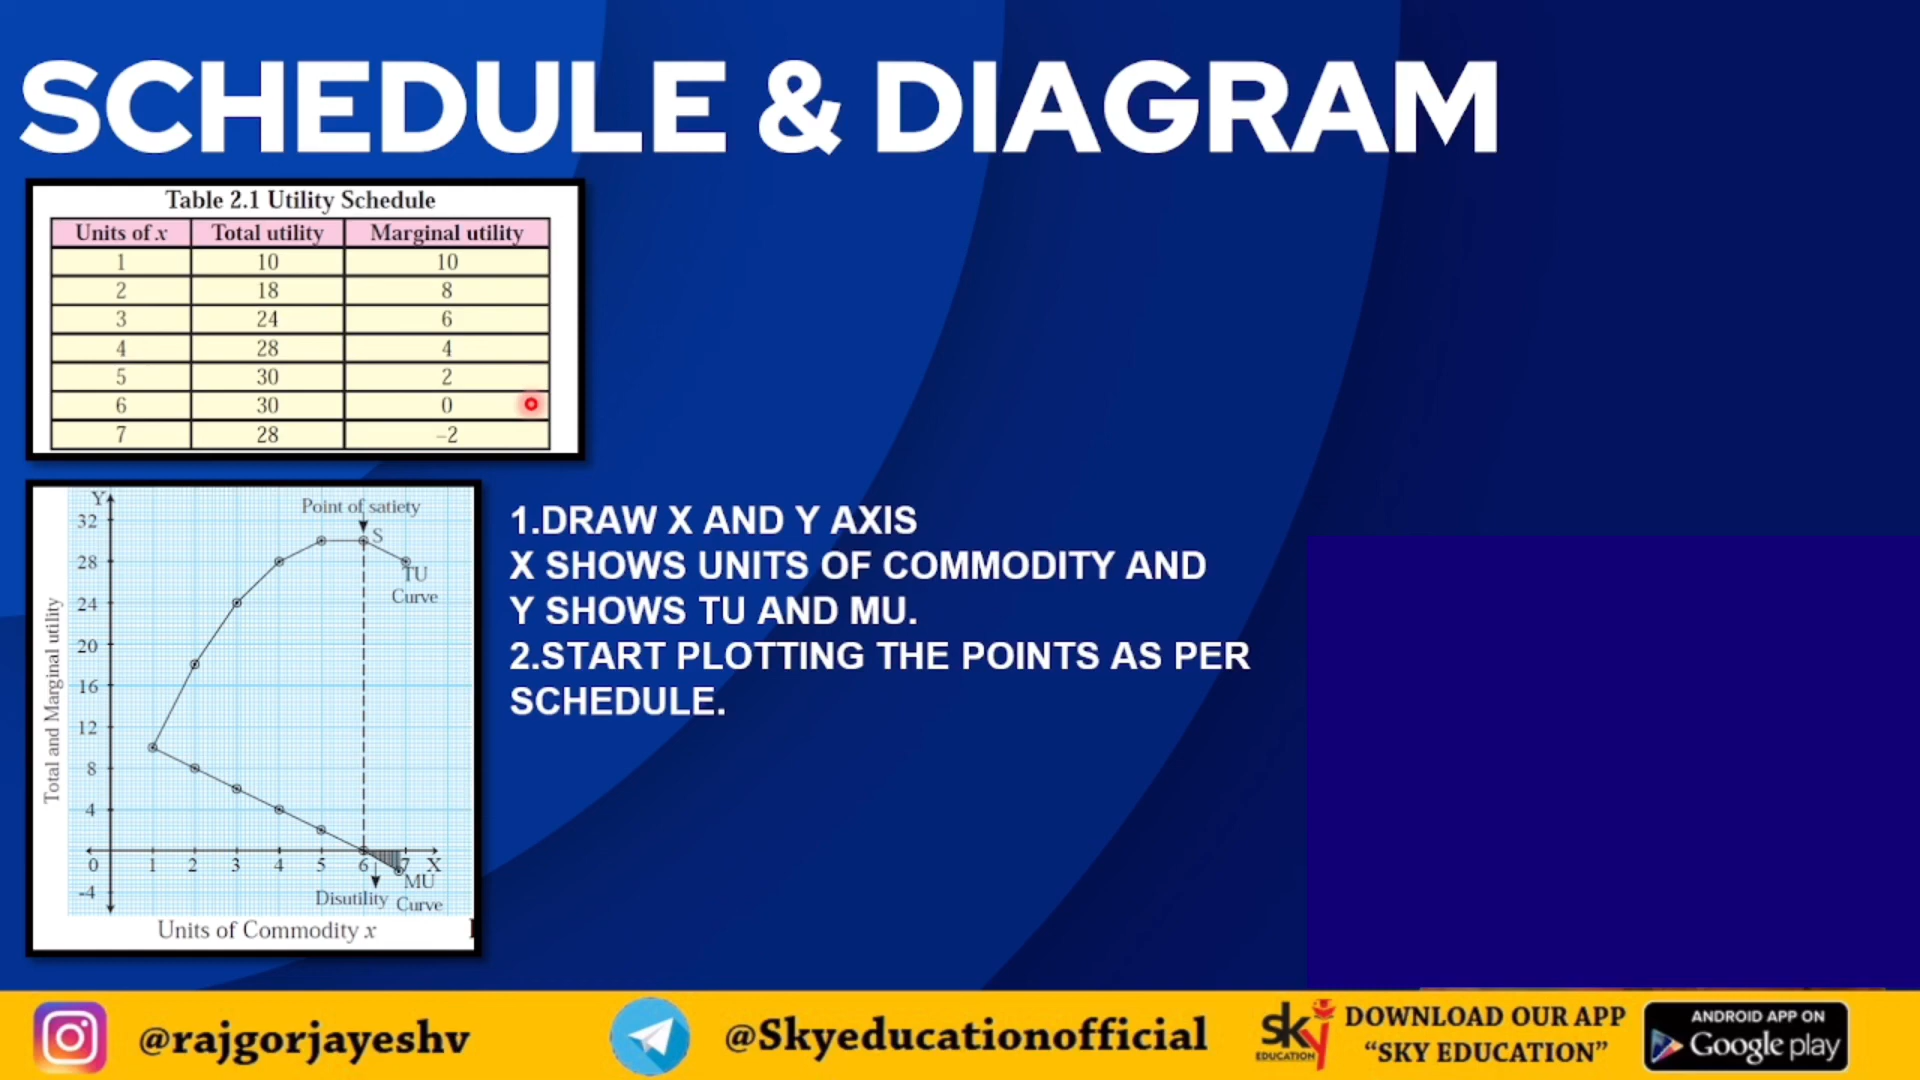 SCHEDULE & DIAGRAM
Table 2.1 Utility Schedule
Units of x Total utility Marginal utility
1 10 10
2 18 8
3 24 6
4 28 4
5 30 2
6 30 0
7 28 –2
Y
Point of satiety
32
S
28
TU
Curve
24
20
16
12
8
4
0 1 2 3 4 5 6 7 X
MU
-4
Disutility Curve
Total and Marginal utility
Units of Commodity x
1.DRAW X AND Y AXIS
X SHOWS UNITS OF COMMODITY AND
Y SHOWS TU AND MU.
2.START PLOTTING THE POINTS AS PER
SCHEDULE.
@rajgorjayeshv
@Skyeducationofficial
sky
EDUCATION
DOWNLOAD OUR APP
“SKY EDUCATION”
ANDROID APP ON
Google play